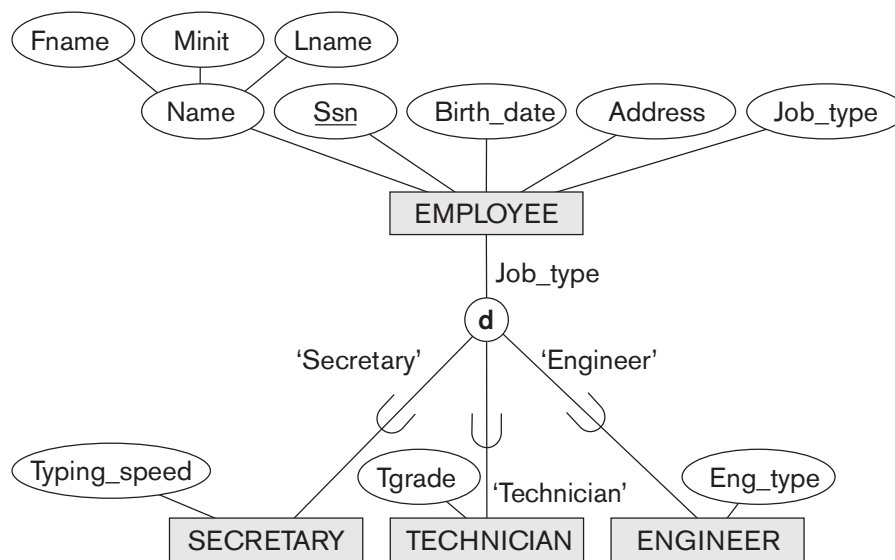 Fname Minit Lname
Name Ssn Birth_date Address Job_type
EMPLOYEE
Job_type
d
‘Secretary’ ‘Engineer’
Typing_speed Tgrade ‘Technician’ Eng_type
SECRETARY TECHNICIAN ENGINEER